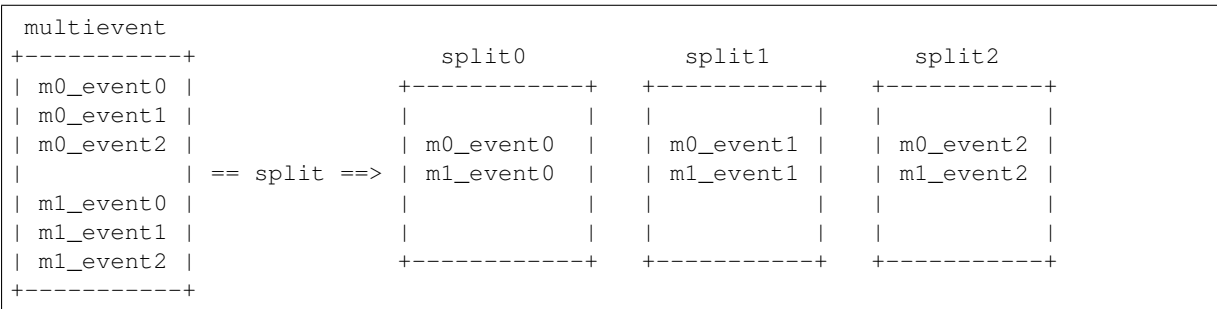 multievent
+-----------+                     split0             split1            split2
| m0_event0 |                 +------------+    +-----------+    +-----------+
| m0_event1 |                 |            |    |           |    |           |
| m0_event2 |                 | m0_event0  |    | m0_event1 |    | m0_event2 |
|           | == split ==>    | m1_event0  |    | m1_event1 |    | m1_event2 |
| m1_event0 |                 |            |    |           |    |           |
| m1_event1 |                 |            |    |           |    |           |
| m1_event2 |                 +------------+    +-----------+    +-----------+
+-----------+